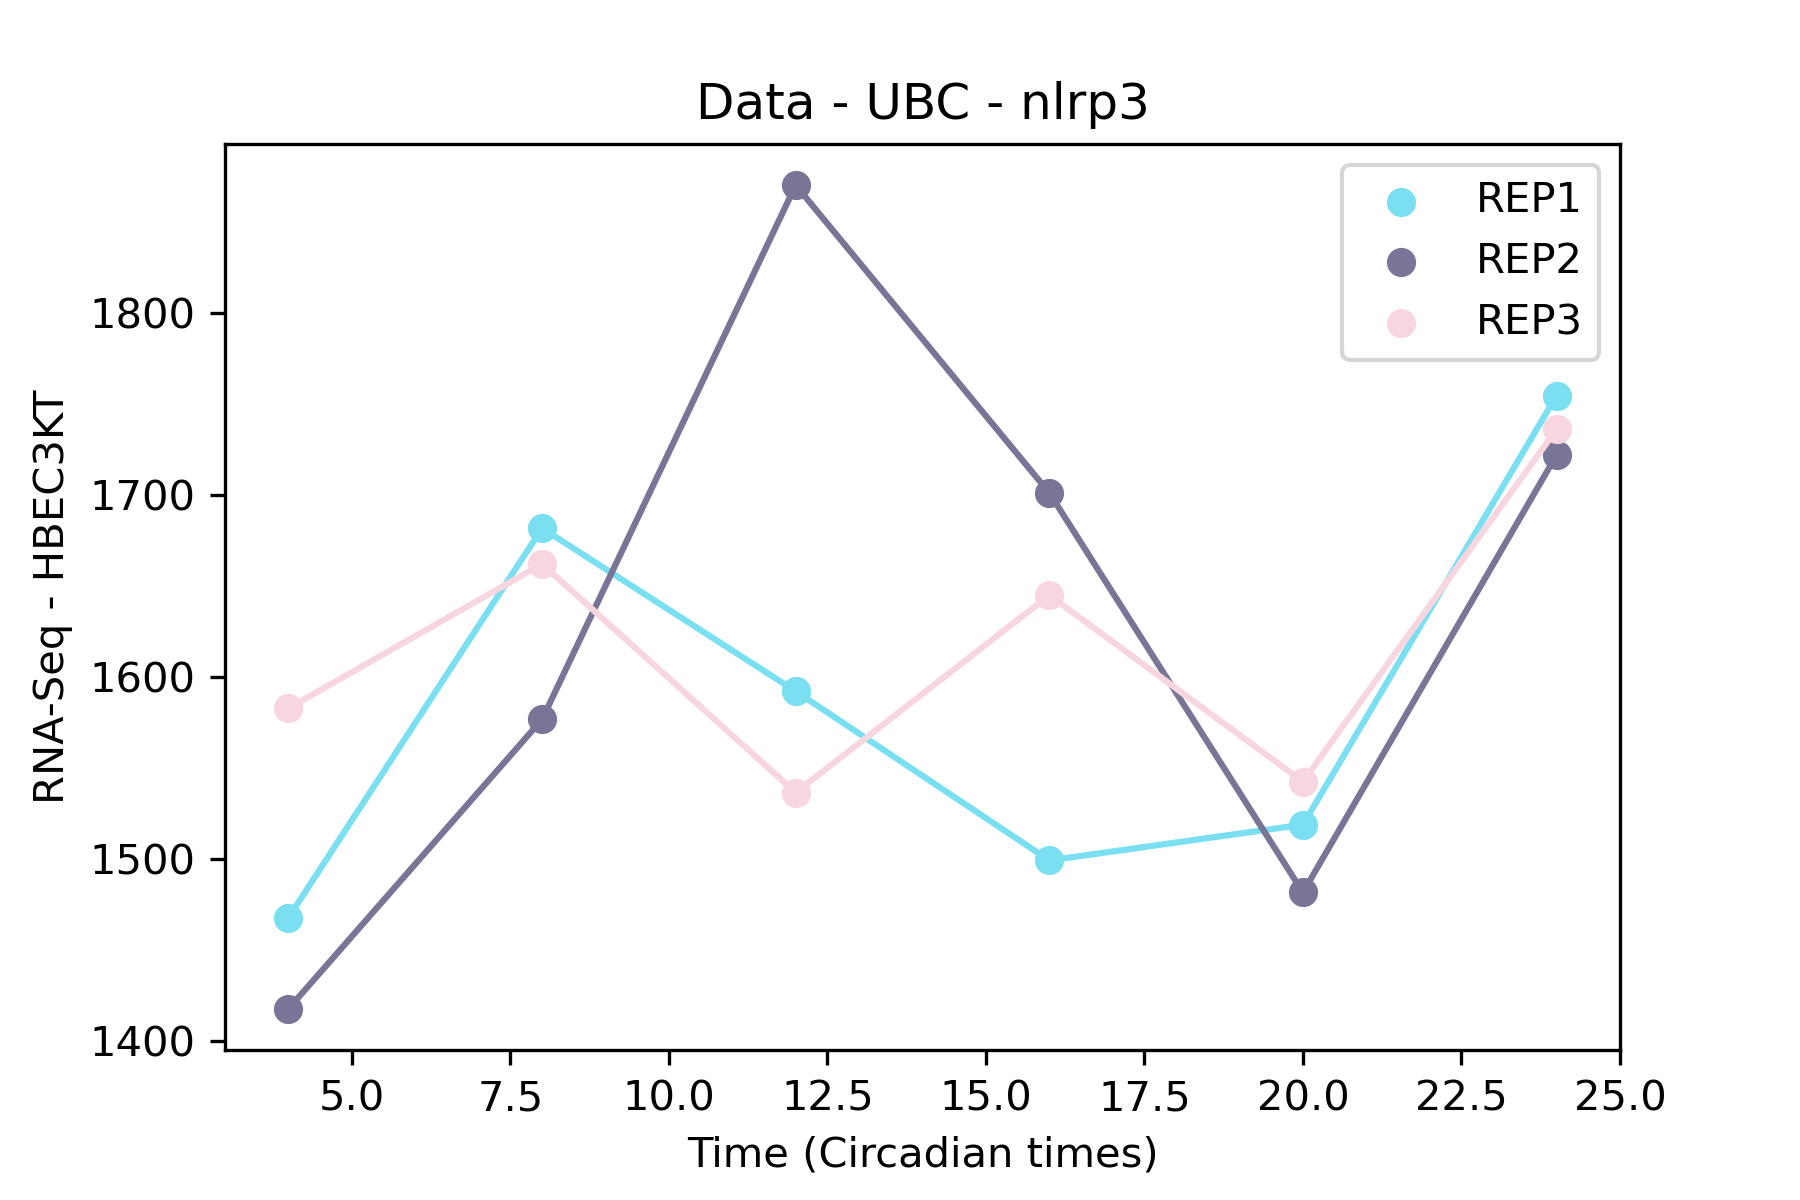 Data - UBC - nlrp3
REP1
REP2
REP3
RNA-Seq - HBEC3KT
1800
1700
1600
1500
1400
5.0 7.5 10.0 12.5 15.0 17.5 20.0 22.5 25.0
Time (Circadian times)